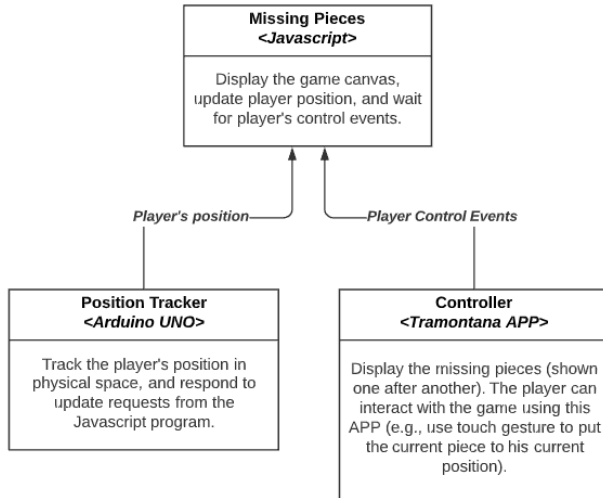 Missing Pieces
<Javascript>
Display the game canvas,
update player position, and wait
for player's control events.
Player's position
Player Control Events
Position Tracker
<Arduino UNO>
Track the player's position in
physical space, and respond to
update requests from the
Javascript program.
Controller
<Tramontana APP>
Display the missing pieces (shown
one after another). The player can
interact with the game using this
APP (e.g., use touch gesture to put
the current piece to his current
position).